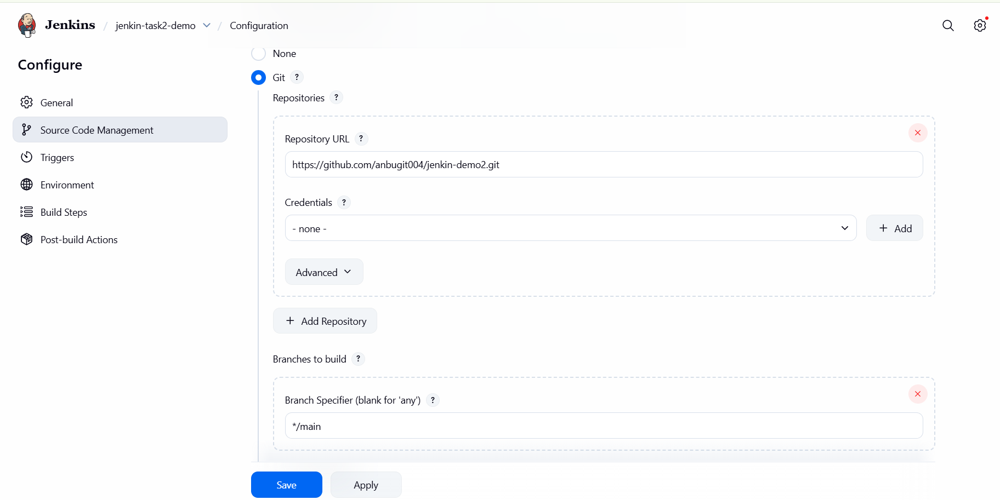 Jenkins / jenkin-task2-demo / Configuration
Configure
General
Source Code Management
Triggers
Environment
Build Steps
Post-build Actions
None
Git ?
Repositories ?
Repository URL ?
https://github.com/anbugit004/jenkin-demo2.git
Credentials ?
- none -
+ Add
Advanced
+ Add Repository
Branches to build ?
Branch Specifier (blank for 'any') ?
*/main
Save
Apply